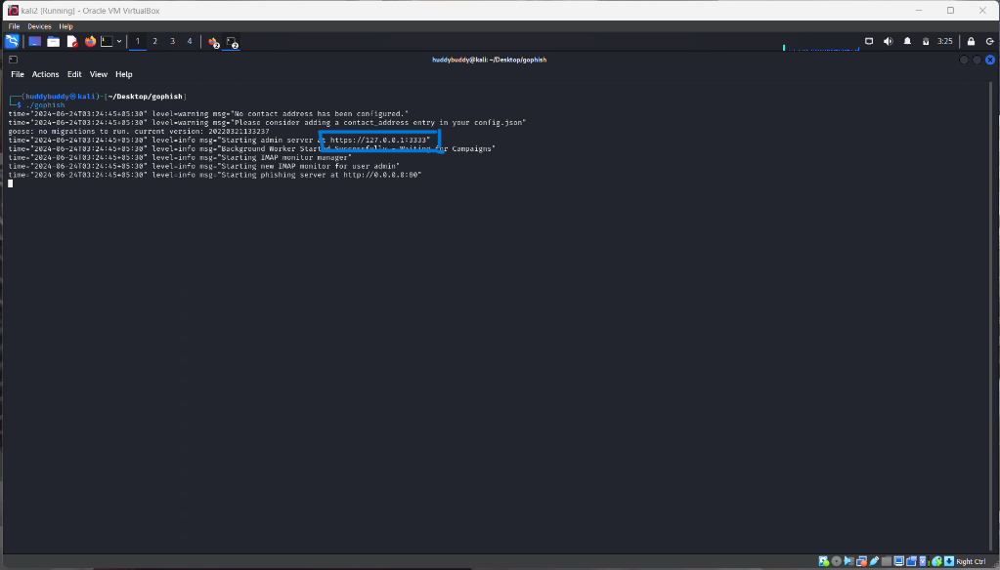 kali2 [Running] - Oracle VM VirtualBox
File Devices Help
1 2 3 4 3:25
huddybuddy@kali: ~/Desktop/gophish
File Actions Edit View Help
(huddybuddy㉿kali)-[~/Desktop/gophish]
$ ./gophish
time="2024-06-24T03:24:45+05:30" level=warning msg="No contact address has been configured."
time="2024-06-24T03:24:45+05:30" level=warning msg="Please consider adding a contact_address entry in your config.json"
goose: no migrations to run. current version: 20220321133237
time="2024-06-24T03:24:45+05:30" level=info msg="Starting admin server at https://127.0.0.1:3333"
time="2024-06-24T03:24:45+05:30" level=info msg="Background Worker Started Successfully - Waiting for Campaigns"
time="2024-06-24T03:24:45+05:30" level=info msg="Starting IMAP monitor manager"
time="2024-06-24T03:24:45+05:30" level=info msg="Starting new IMAP monitor for user admin"
time="2024-06-24T03:24:45+05:30" level=info msg="Starting phishing server at http://0.0.0.0:80"
Right Ctrl